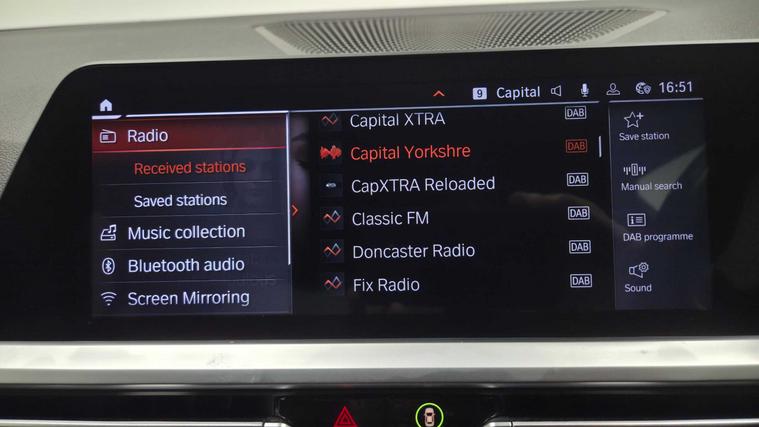 9 Capital 16:51
Radio
Received stations
Saved stations
Music collection
Bluetooth audio
Screen Mirroring
Capital XTRA DAB
Capital Yorkshre DAB
CapXTRA Reloaded DAB
Classic FM DAB
Doncaster Radio DAB
Fix Radio DAB
Save station
Manual search
DAB programme
Sound